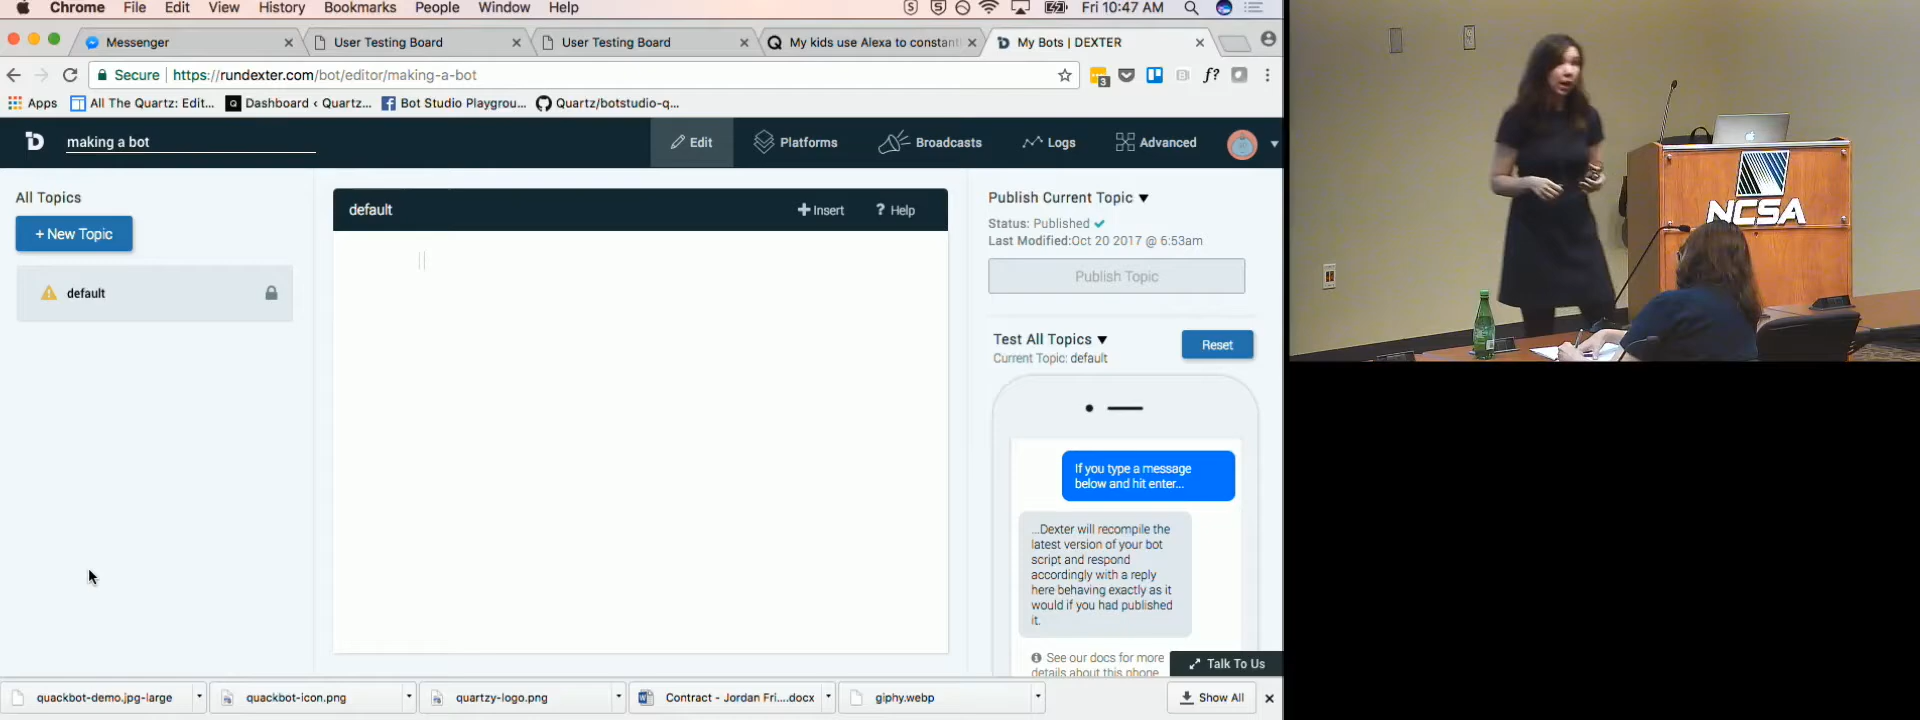 Chrome File Edit View History Bookmarks People Window Help Fri 10:47 AM
Messenger User Testing Board User Testing Board My kids use Alexa to constant My Bots | DEXTER
Secure https://rundexter.com/bot/editor/making-a-bot
Apps All The Quartz: Edit... Dashboard ‹ Quartz... Bot Studio Playgrou... Quartz/botstudio-q...
making a bot Edit Platforms Broadcasts Logs Advanced
All Topics
+ New Topic
default
default + Insert ? Help
Publish Current Topic
Status: Published
Last Modified:Oct 20 2017 @ 6:53am
Publish Topic
Test All Topics Reset
Current Topic: default
If you type a message
below and hit enter...
...Dexter will recompile the
latest version of your bot
script and respond
accordingly with a reply
here behaving exactly as it
would if you had published
it.
See our docs for more
details about this phone
Talk To Us
quackbot-demo.jpg-large quackbot-icon.png quartzy-logo.png Contract - Jordan Fri....docx giphy.webp Show All
NCSA